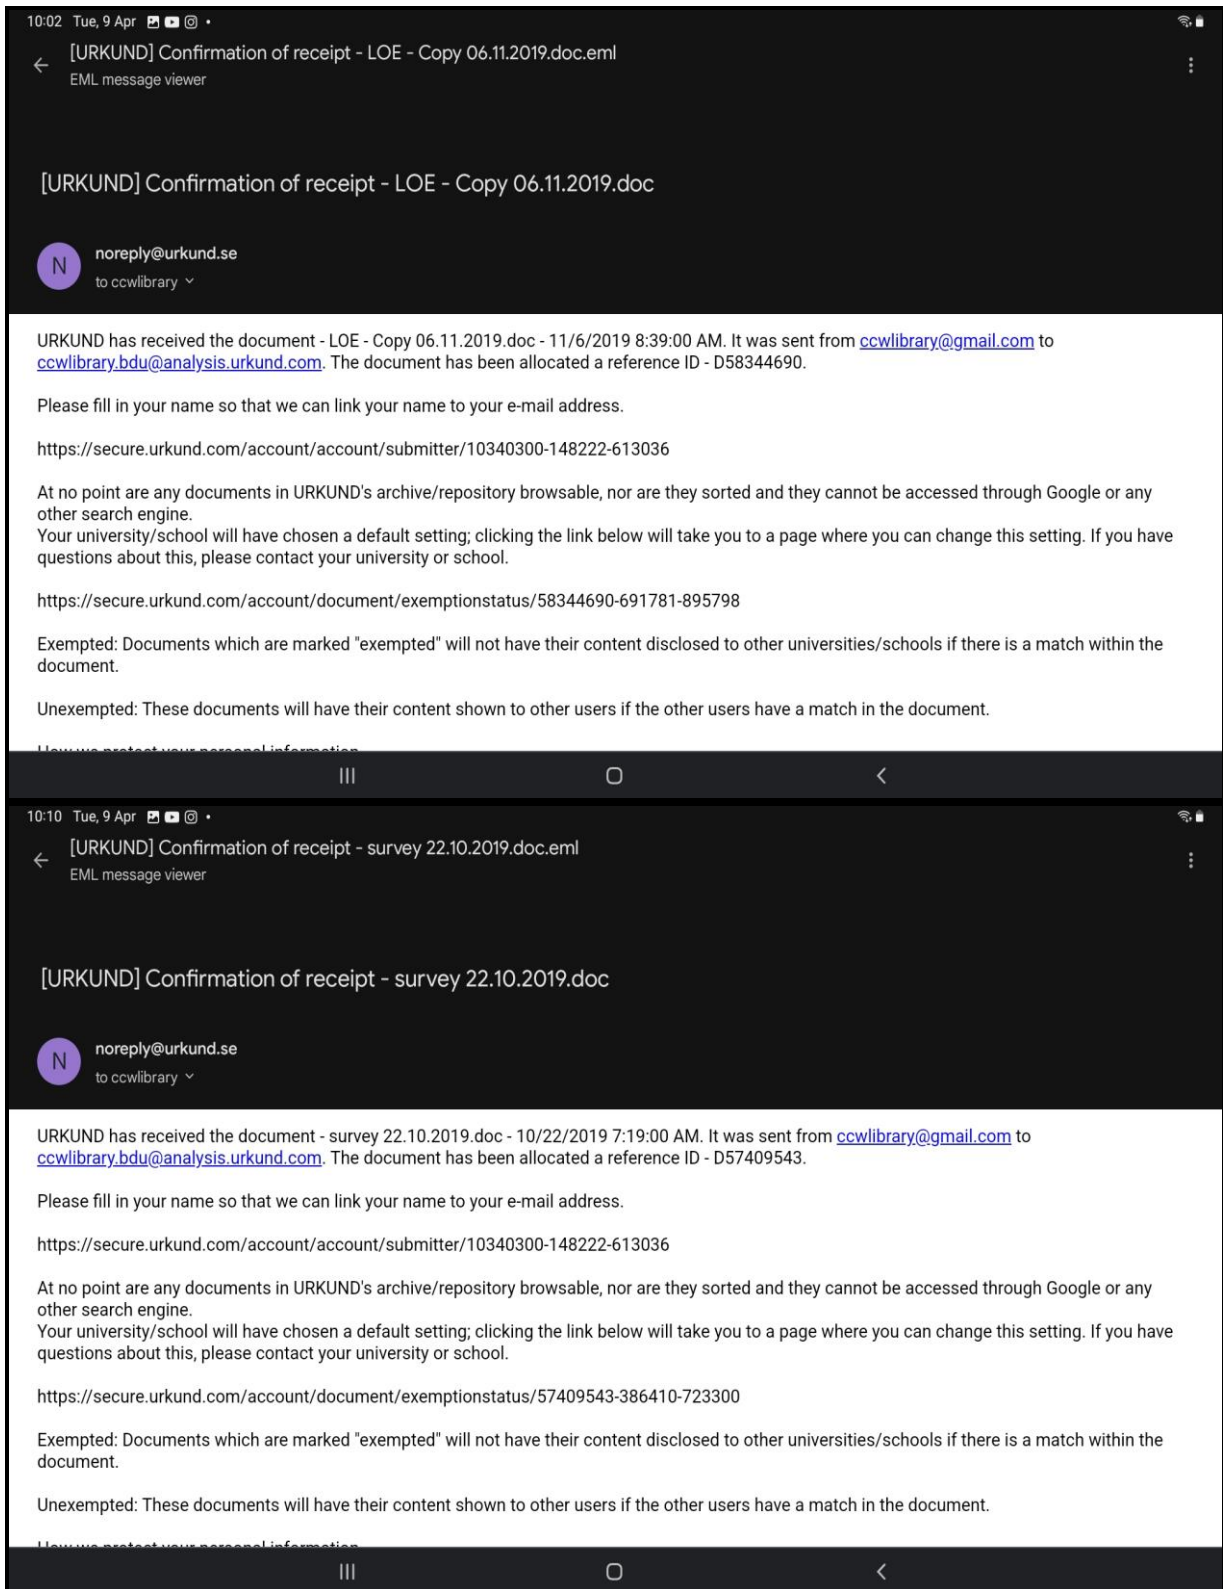 10:02 Tue, 9 Apr
[URKUND] Confirmation of receipt - LOE - Copy 06.11.2019.doc.eml
EML message viewer
[URKUND] Confirmation of receipt - LOE - Copy 06.11.2019.doc
N
noreply@urkund.se
to ccwlibrary
URKUND has received the document - LOE - Copy 06.11.2019.doc - 11/6/2019 8:39:00 AM. It was sent from ccwlibrary@gmail.com to
ccwlibrary.bdu@analysis.urkund.com. The document has been allocated a reference ID - D58344690.
Please fill in your name so that we can link your name to your e-mail address.
https://secure.urkund.com/account/account/submitter/10340300-148222-613036
At no point are any documents in URKUND's archive/repository browsable, nor are they sorted and they cannot be accessed through Google or any
other search engine.
Your university/school will have chosen a default setting; clicking the link below will take you to a page where you can change this setting. If you have
questions about this, please contact your university or school.
https://secure.urkund.com/account/document/exemptionstatus/58344690-691781-895798
Exempted: Documents which are marked "exempted" will not have their content disclosed to other universities/schools if there is a match within the
document.
Unexempted: These documents will have their content shown to other users if the other users have a match in the document.
How we protect your personal information
10:10 Tue, 9 Apr
[URKUND] Confirmation of receipt - survey 22.10.2019.doc.eml
EML message viewer
[URKUND] Confirmation of receipt - survey 22.10.2019.doc
N
noreply@urkund.se
to ccwlibrary
URKUND has received the document - survey 22.10.2019.doc - 10/22/2019 7:19:00 AM. It was sent from ccwlibrary@gmail.com to
ccwlibrary.bdu@analysis.urkund.com. The document has been allocated a reference ID - D57409543.
Please fill in your name so that we can link your name to your e-mail address.
https://secure.urkund.com/account/account/submitter/10340300-148222-613036
At no point are any documents in URKUND's archive/repository browsable, nor are they sorted and they cannot be accessed through Google or any
other search engine.
Your university/school will have chosen a default setting; clicking the link below will take you to a page where you can change this setting. If you have
questions about this, please contact your university or school.
https://secure.urkund.com/account/document/exemptionstatus/57409543-386410-723300
Exempted: Documents which are marked "exempted" will not have their content disclosed to other universities/schools if there is a match within the
document.
Unexempted: These documents will have their content shown to other users if the other users have a match in the document.
How we protect your personal information